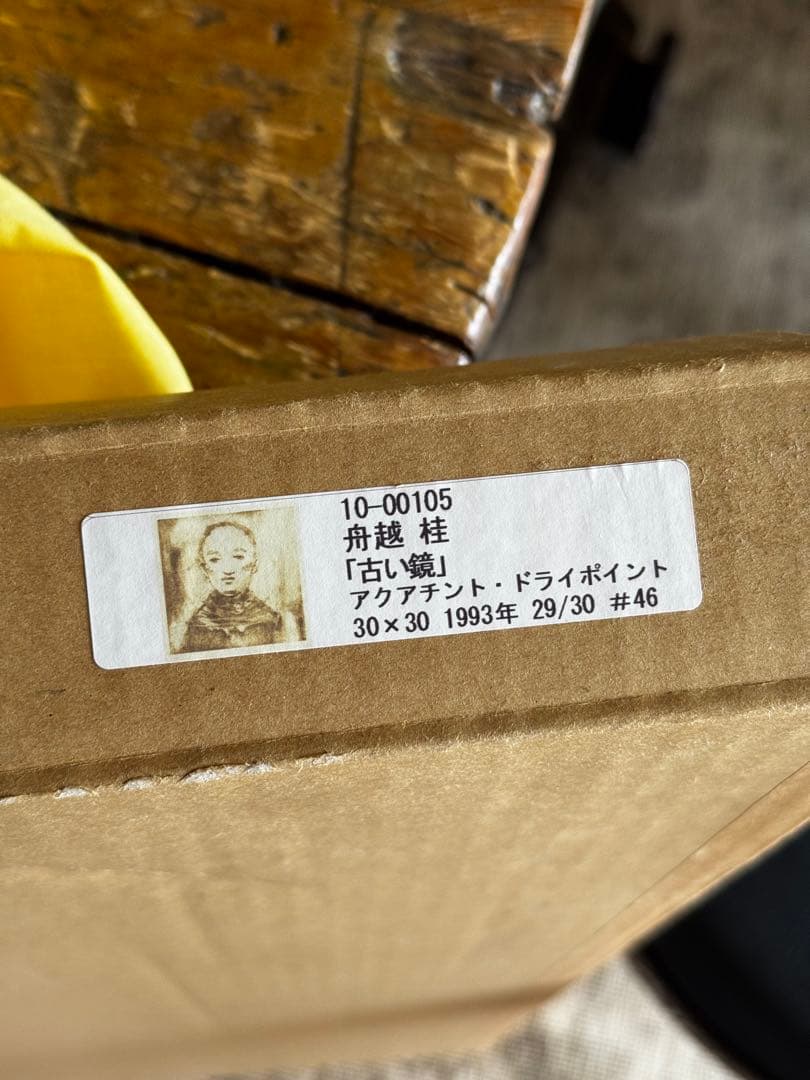 10-00105
舟越 桂
「古い鏡」
アクアチント・ドライポイント
30×30 1993年 29/30 #46